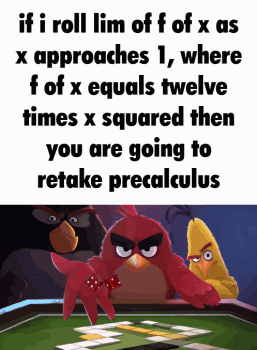 if i roll lim of f of x as
x approaches 1, where
f of x equals twelve
times x squared then
you are going to
retake precalculus